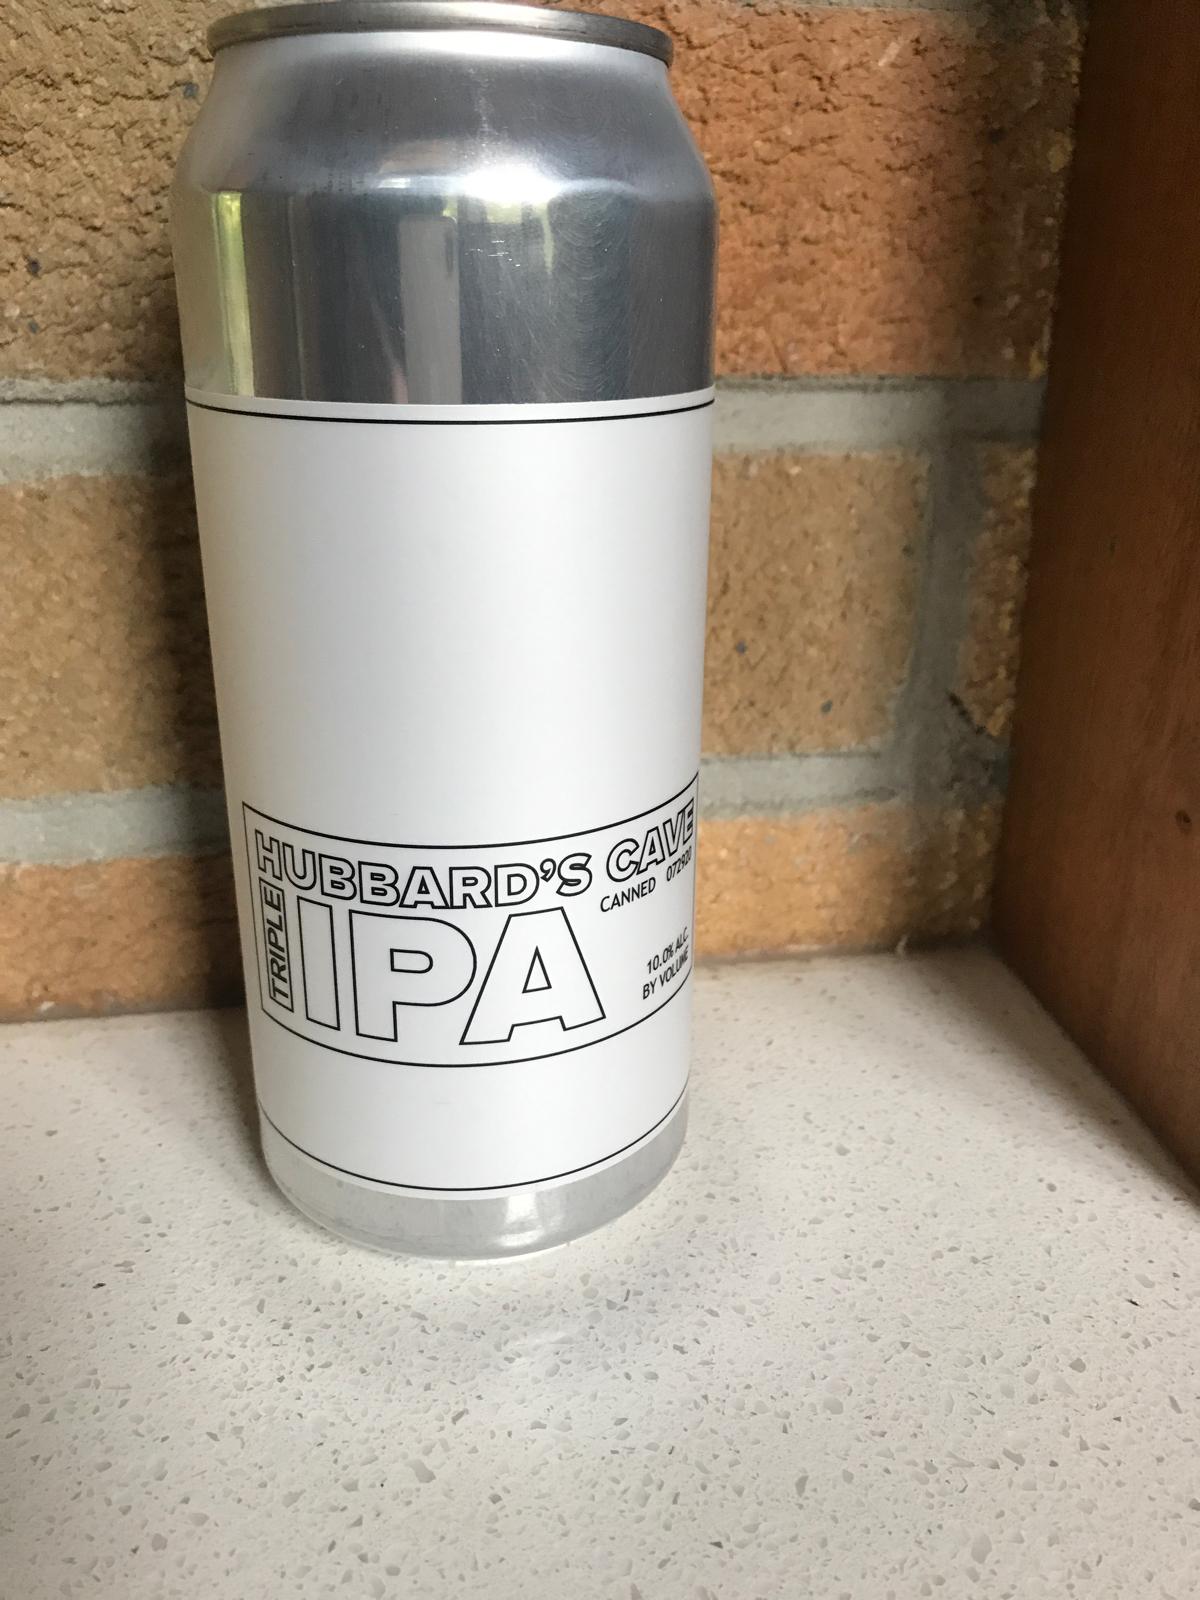 HUBBARD'S CAVE
TRIPLE
IPA
CANNED 072920
10.0% ALC.
BY VOLUME